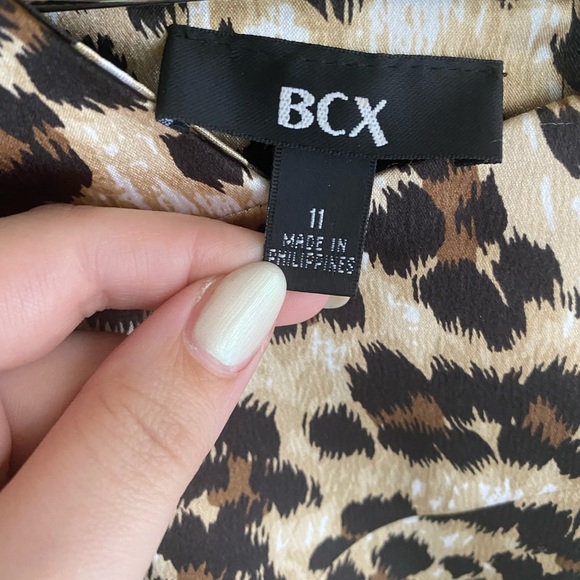 BCX
11
MADE IN
PHILIPPINES